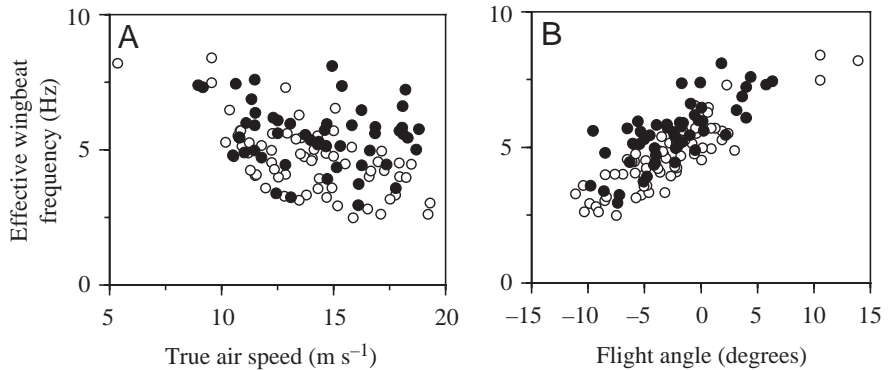 A
10
5
0
5
10
15
20
Effective wingbeat
frequency (Hz)
True air speed (m s–1)
B
10
5
0
–15
–10
–5
0
5
10
15
Flight angle (degrees)